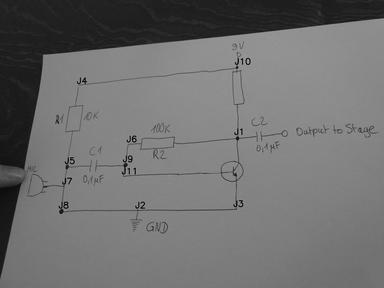 9V
J10
J4
R1
10K
100K
C2
J6
J1
Output to Stage
R2
0,1µF
C1
J5
J9
0,1µF
J11
J7
J8
J2
J3
GND